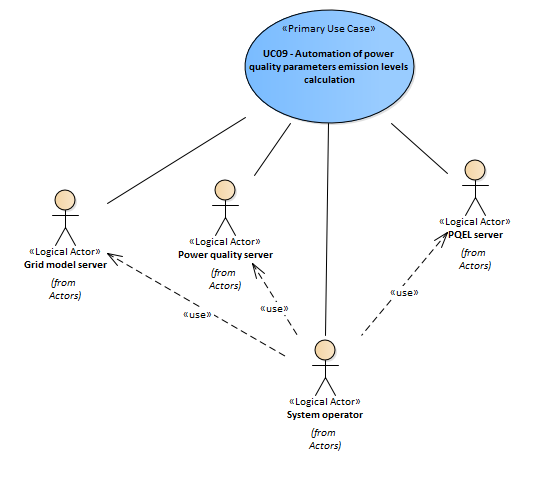 «Primary Use Case»
UC09 - Automation of power
quality parameters emission levels
calculation
«Logical Actor»
PQEL server
(from
Actors)
«Logical Actor»
Power quality server
(from
Actors)
«Logical Actor»
Grid model server
(from
Actors)
«use»
«use»
«use»
«Logical Actor»
System operator
(from
Actors)